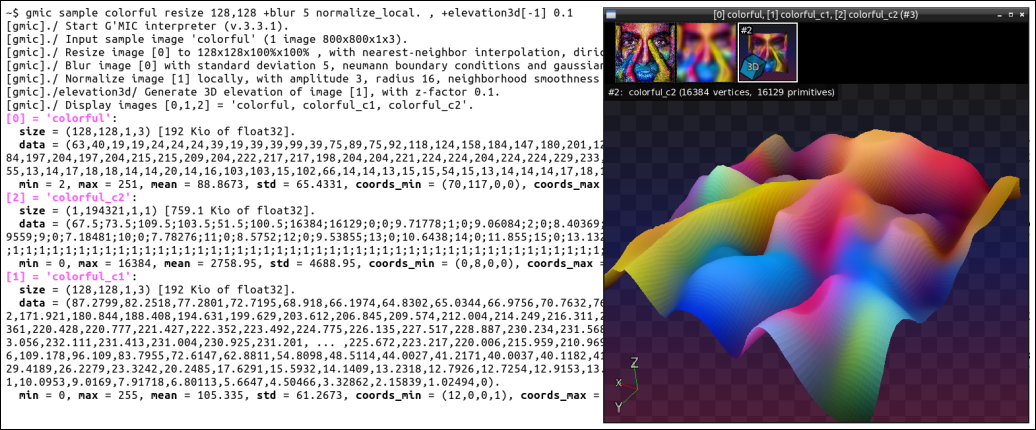 ~$ gmic sample colorful resize 128,128 +blur 5 normalize_local. , +elevation3d[-1] 0.1
[gmic]./ Start G'MIC interpreter (v.3.3.1).
[gmic]./ Input sample image 'colorful' (1 image 800x800x1x3).
[gmic]./ Resize image [0] to 128x128x100%x100% , with nearest-neighbor interpolation, diric
[gmic]./ Blur image [0] with standard deviation 5, neumann boundary conditions and gaussian
[gmic]./ Normalize image [1] locally, with amplitude 3, radius 16, neighborhood smoothness
[gmic]./elevation3d/ Generate 3D elevation of image [1], with z-factor 0.1.
[gmic]./ Display images [0,1,2] = 'colorful, colorful_c1, colorful_c2'.
[0] = 'colorful':
size = (128,128,1,3) [192 Kio of float32].
data = (63,40,19,19,24,24,24,39,19,39,39,99,39,75,89,75,92,118,124,158,184,147,180,201,12
84,197,204,197,204,215,215,209,204,222,217,217,198,204,204,221,224,224,204,224,224,229,233,
55,13,14,17,18,18,14,14,20,14,16,103,103,15,102,66,14,14,13,15,15,54,15,13,14,14,14,17,18,1
min = 2, max = 251, mean = 88.8673, std = 65.4331, coords_min = (70,117,0,0), coords_max
[2] = 'colorful_c2':
size = (1,194321,1,1) [759.1 Kio of float32].
data = (67.5;73.5;109.5;103.5;51.5;100.5;16384;16129;0;0;9.71778;1;0;9.06084;2;0;8.40369;
9559;9;0;7.18481;10;0;7.78276;11;0;8.5752;12;0;9.53855;13;0;10.6438;14;0;11.855;15;0;13.132
;1;1;1;1;1;1;1;1;1;1;1;1;1;1;1;1;1;1;1;1;1;1;1;1;1;1;1;1;1;1;1;1;1;1;1;1;1;1;1;1;1;1;1;1;1;1
min = 0, max = 16384, mean = 2758.95, std = 4688.95, coords_min = (0,8,0,0), coords_max =
[1] = 'colorful_c1':
size = (128,128,1,3) [192 Kio of float32].
data = (87.2799,82.2518,77.2801,72.7195,68.918,66.1974,64.8302,65.0344,66.9756,70.7632,76
2,171.921,180.844,188.408,194.631,199.629,203.612,206.845,209.574,212.004,214.249,216.311,2
361,220.428,220.777,221.427,222.352,223.492,224.775,226.135,227.517,228.887,230.234,231.568
3.056,232.111,231.413,231.004,230.925,231.201, ... ,225.672,223.217,220.006,215.959,210.969
6,109.178,96.109,83.7955,72.6147,62.8811,54.8098,48.5114,44.0027,41.2171,40.0037,40.1182,41
29.4189,26.2279,23.3242,20.2485,17.6291,15.5932,14.1409,13.2318,12.7926,12.7254,12.9153,13.
1,10.0953,9.0169,7.91718,6.80113,5.6647,4.50466,3.32862,2.15839,1.02494,0).
min = 0, max = 255, mean = 105.335, std = 61.2673, coords_min = (12,0,0,1), coords_max =
[0] colorful, [1] colorful_c1, [2] colorful_c2 (#3)
#2
3D
#2: colorful_c2 (16384 vertices, 16129 primitives)
Z
X
Y